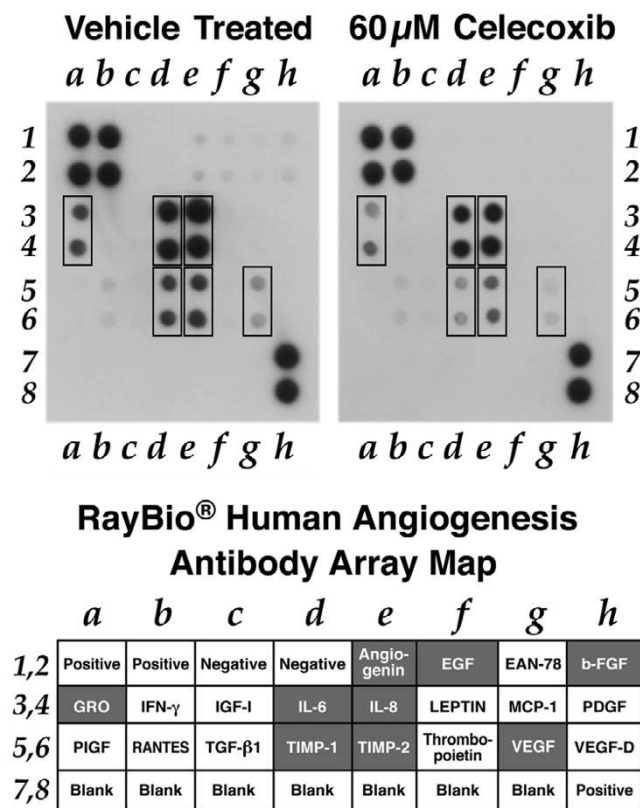 Vehicle Treated 60 µM Celecoxib
a b c d e f g h a b c d e f g h
1 1
2 2
3 3
4 4
5 5
6 6
7 7
8 8
a b c d e f g h a b c d e f g h
RayBio® Human Angiogenesis
Antibody Array Map
a b c d e f g h
1,2 Positive Positive Negative Negative Angio-
genin EGF EAN-78 b-FGF
3,4 GRO IFN-γ IGF-I IL-6 IL-8 LEPTIN MCP-1 PDGF
5,6 PIGF RANTES TGF-β1 TIMP-1 TIMP-2 Thrombo-
poietin VEGF VEGF-D
7,8 Blank Blank Blank Blank Blank Blank Blank Positive